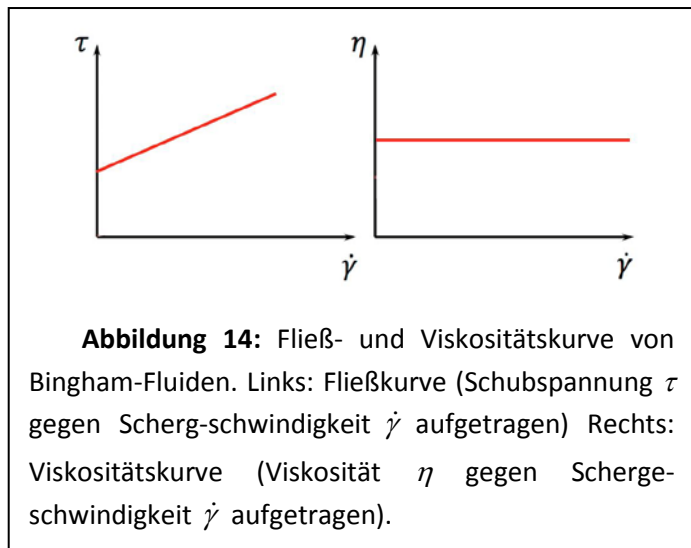 τ η
γ̇ γ̇
Abbildung 14: Fließ- und Viskositätskurve von
Bingham-Fluiden. Links: Fließkurve (Schubspannung τ
gegen Scherg-schwindigkeit γ̇ aufgetragen) Rechts:
Viskositätskurve (Viskosität η gegen Scherge-
schwindigkeit γ̇ aufgetragen).